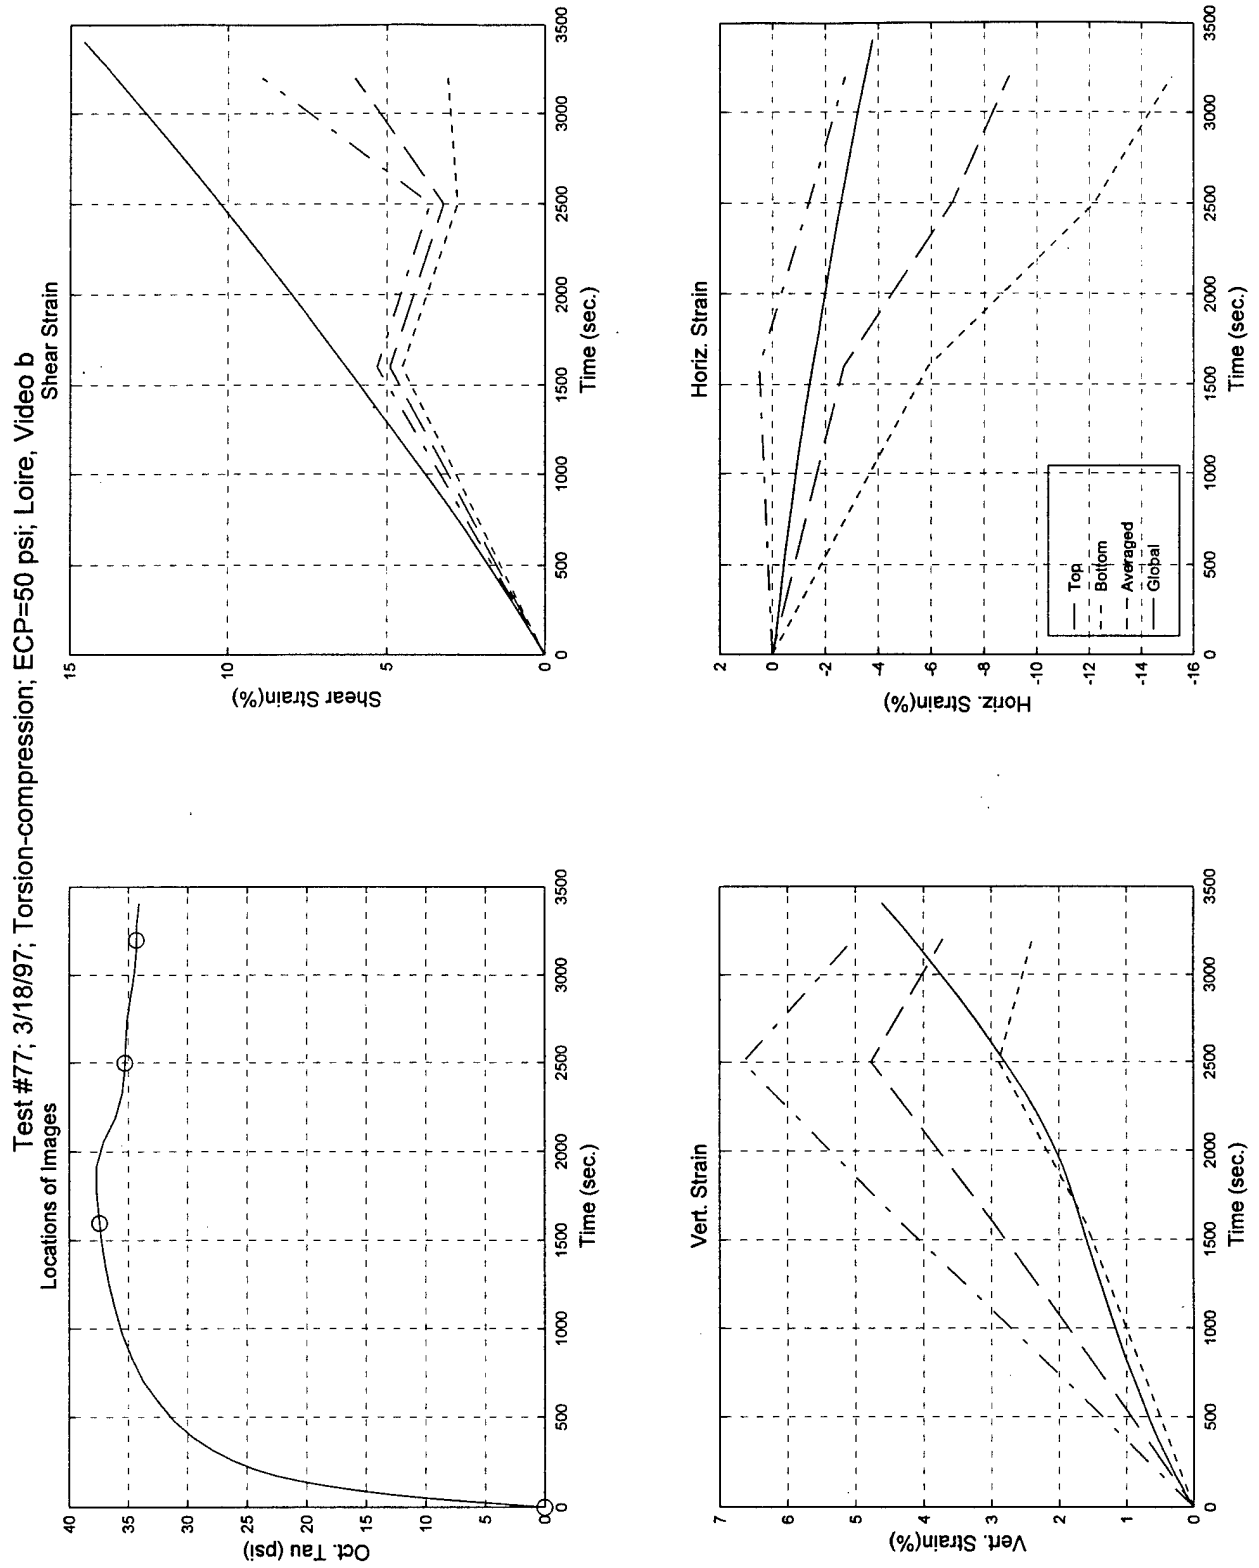 Test #77; 3/18/97; Torsion-compression; ECP=50 psi; Loire, Video b
Locations of Images
40
35
30
25
20
15
10
5
0
Oct. Tau (psi)
0 500 1000 1500 2000 2500 3000 3500
Time (sec.)
Shear Strain
15
10
5
0
Shear Strain(%)
0 500 1000 1500 2000 2500 3000 3500
Time (sec.)
Vert. Strain
7
6
5
4
3
2
1
0
Vert. Strain(%)
0 500 1000 1500 2000 2500 3000 3500
Time (sec.)
Horiz. Strain
2
0
-2
-4
-6
-8
-10
-12
-14
-16
Horiz. Strain(%)
Top
Bottom
Averaged
Global
0 500 1000 1500 2000 2500 3000 3500
Time (sec.)